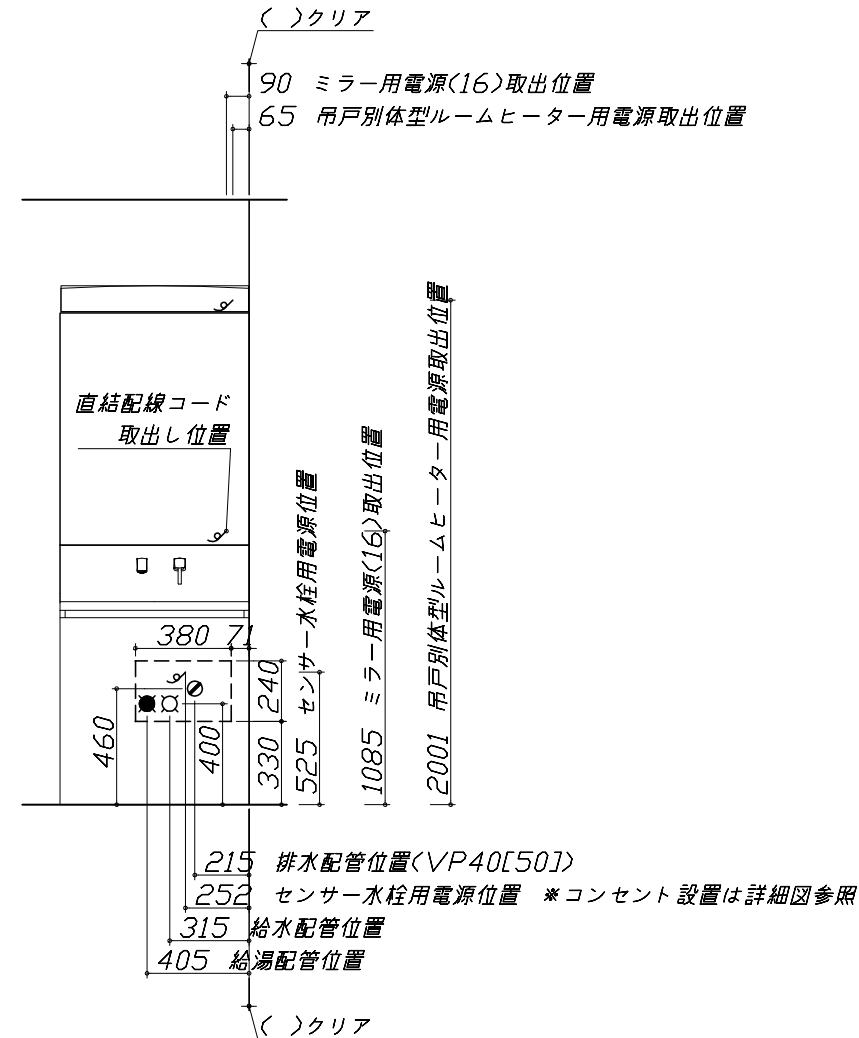 ( )クリア
90 ミラー用電源(16)取出位置
65 吊戸別体型ルームヒーター用電源取出位置
直結配線コード
取出し位置
2001 吊戸別体型ルームヒーター用電源取出位置
1085 ミラー用電源(16)取出位置
525 センサー水栓用電源位置
380 71
240
330
400
460
215 排水配管位置(VP40[50])
252 センサー水栓用電源位置 ※コンセント設置は詳細図参照
315 給水配管位置
405 給湯配管位置
( )クリア